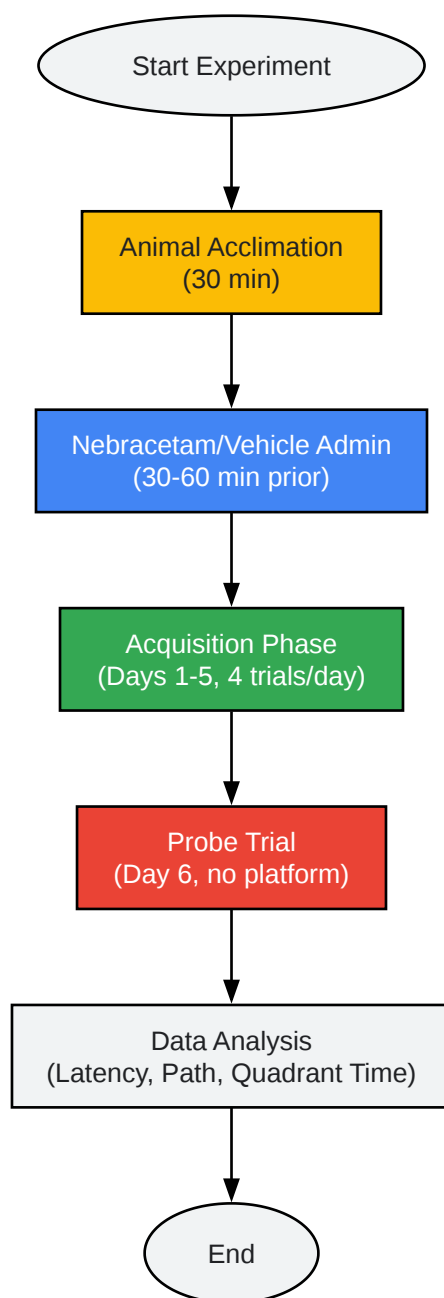 Start Experiment
Animal Acclimation
(30 min)
Nebracetam/Vehicle Admin
(30-60 min prior)
Acquisition Phase
(Days 1-5, 4 trials/day)
Probe Trial
(Day 6, no platform)
Data Analysis
(Latency, Path, Quadrant Time)
End